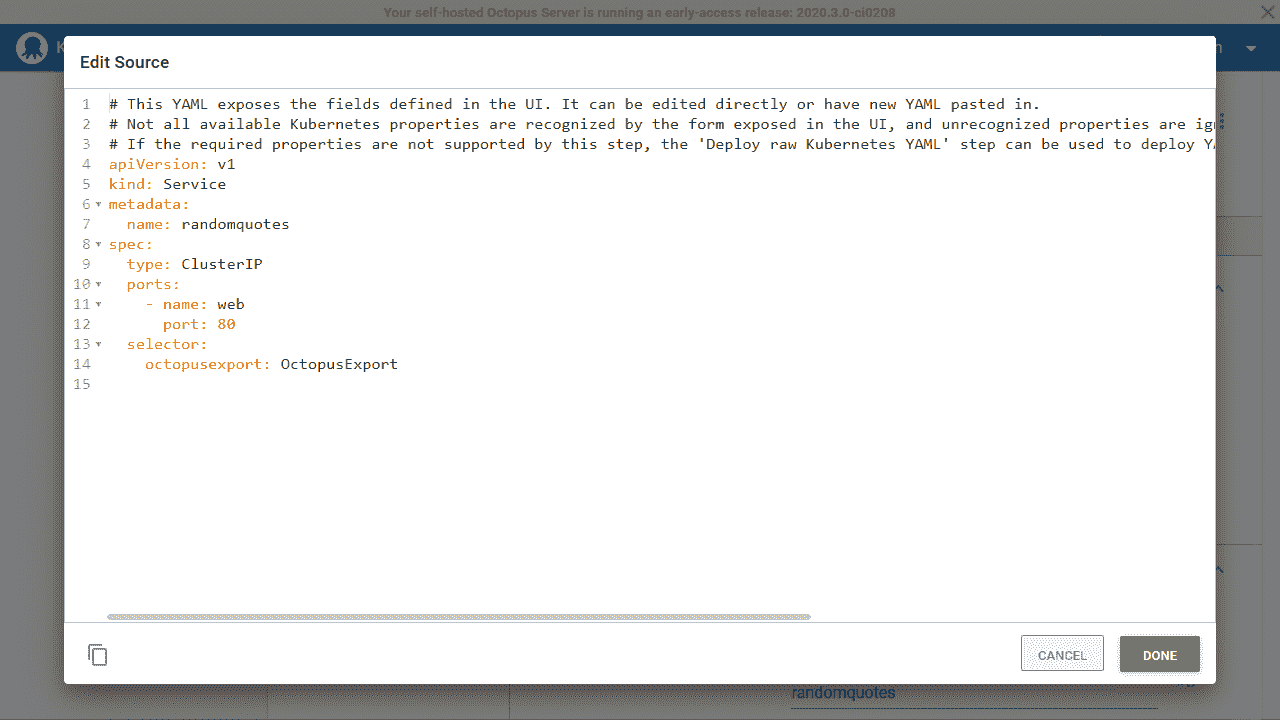 Your self-hosted Octopus Server is running an early-access release: 2020.3.0-ci0208
Edit Source
1 # This YAML exposes the fields defined in the UI. It can be edited directly or have new YAML pasted in.
2 # Not all available Kubernetes properties are recognized by the form exposed in the UI, and unrecognized properties are
3 # If the required properties are not supported by this step, the 'Deploy raw Kubernetes YAML' step can be used to deploy
4 apiVersion: v1
5 kind: Service
6 metadata:
7   name: randomquotes
8 spec:
9   type: ClusterIP
10   ports:
11     - name: web
12       port: 80
13   selector:
14     octopusexport: OctopusExport
15
CANCEL
DONE
randomquotes